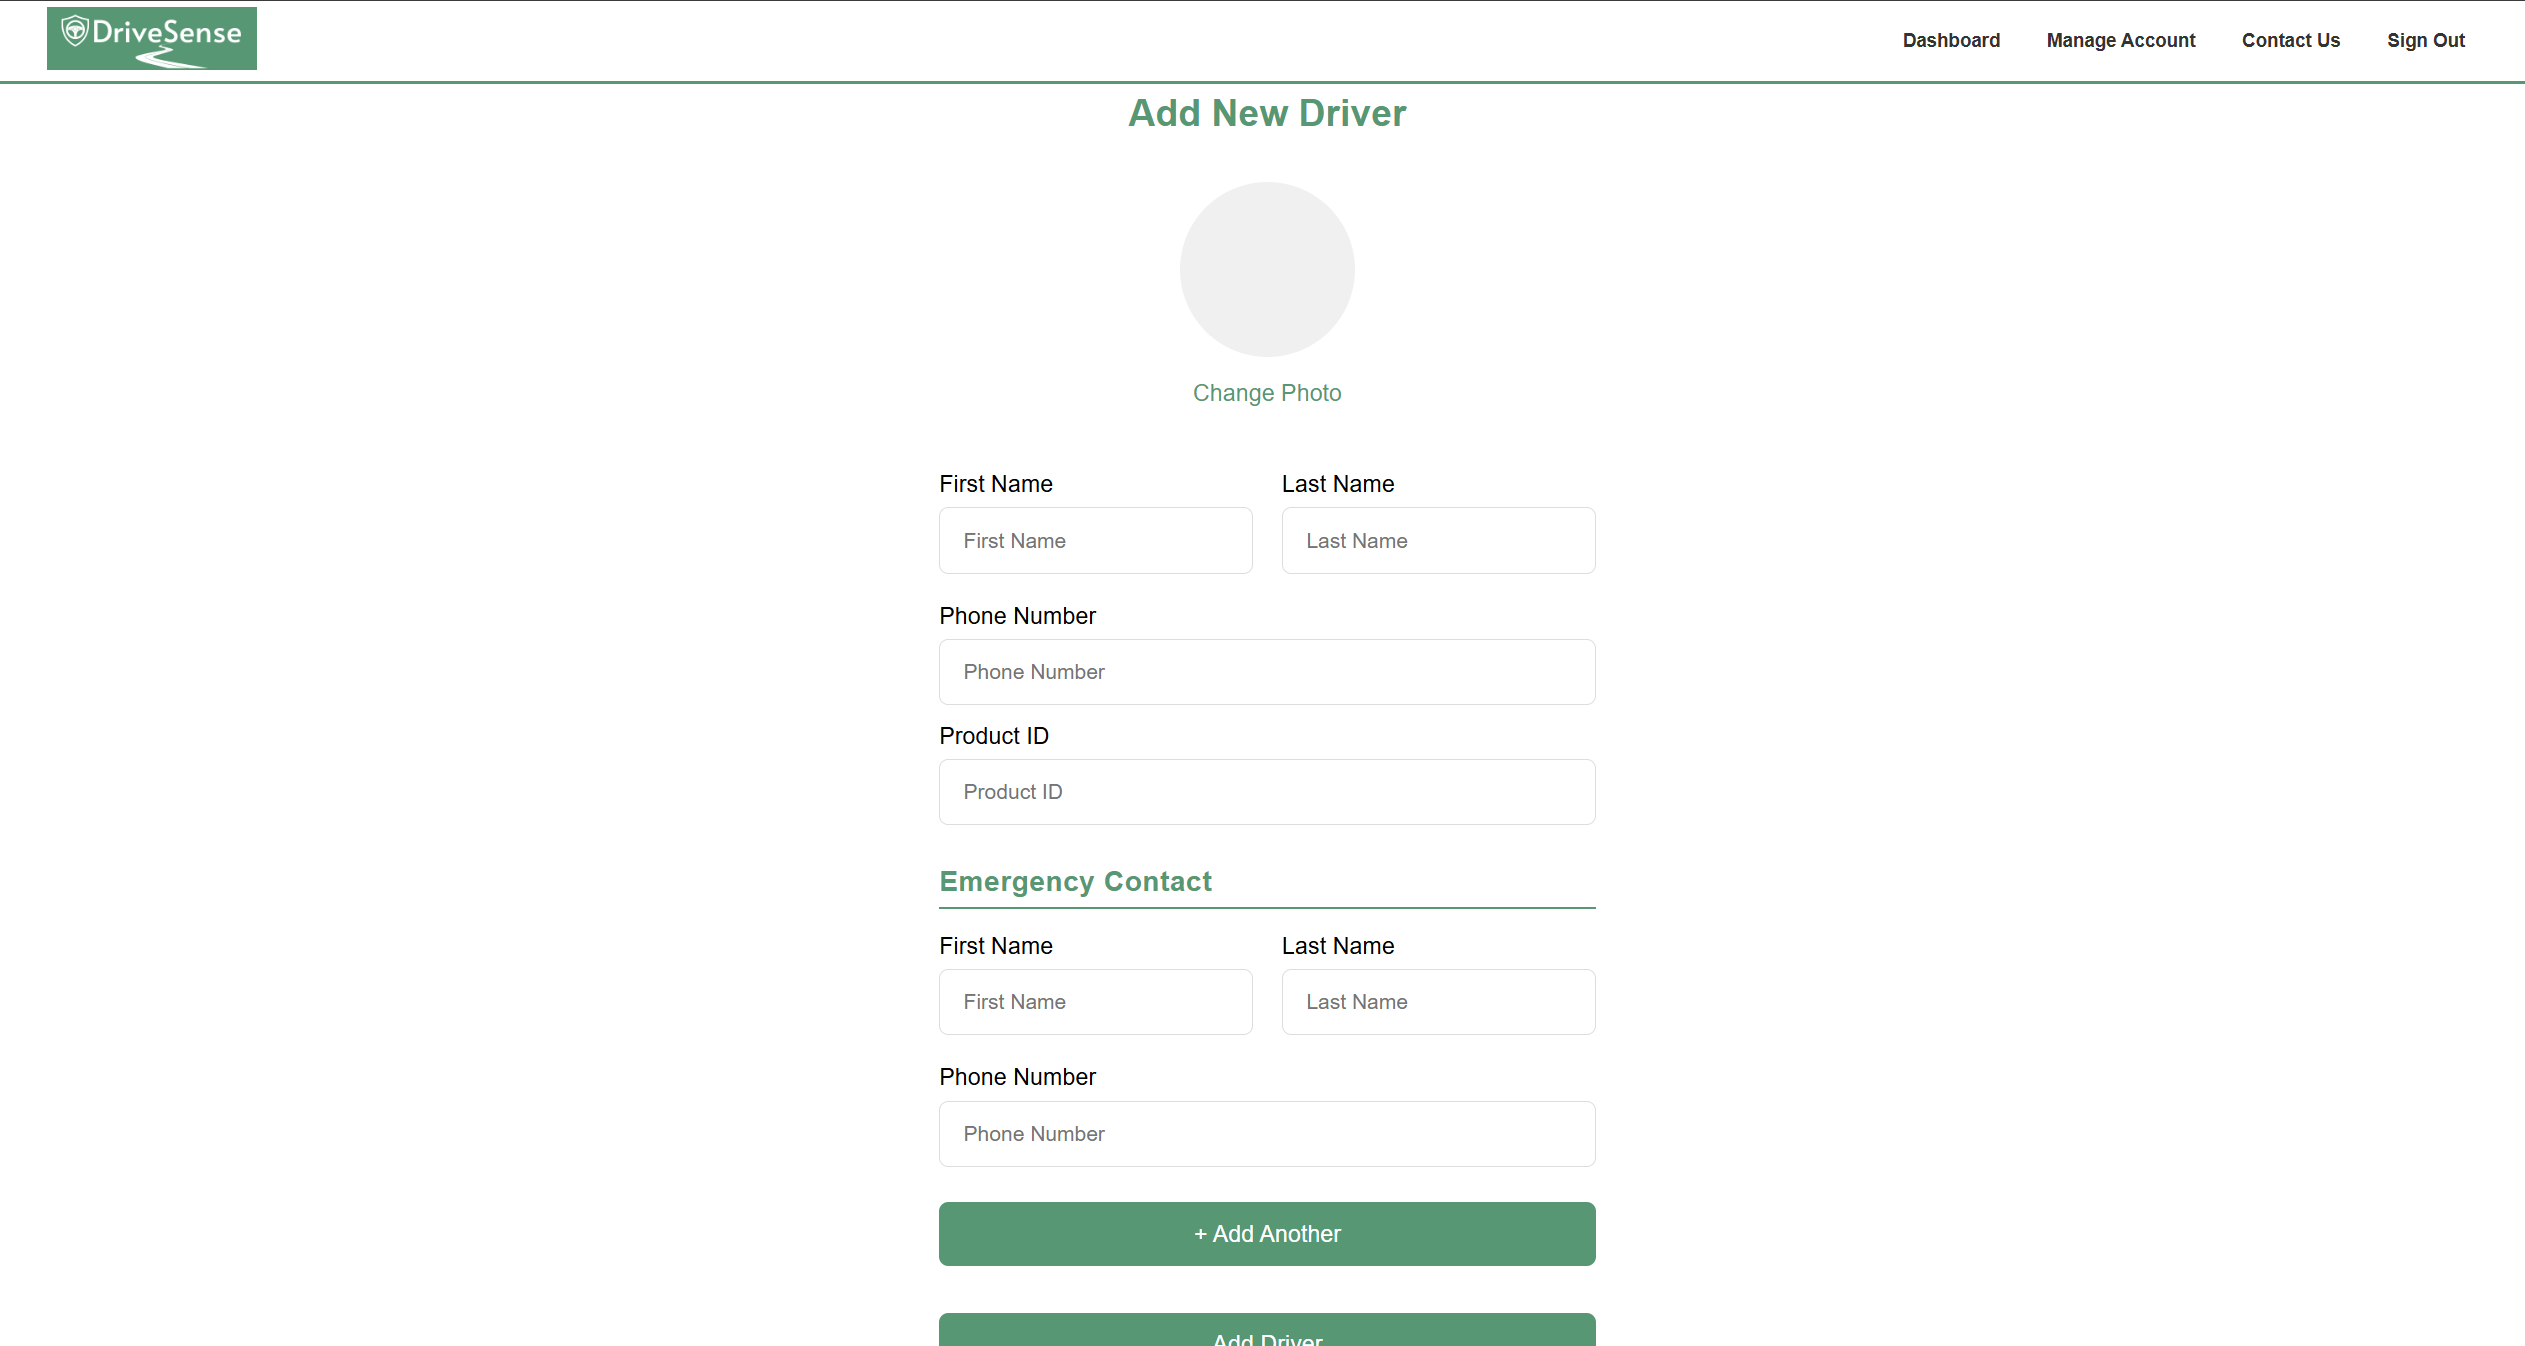 DriveSense
Dashboard Manage Account Contact Us Sign Out
Add New Driver
Change Photo
First Name Last Name
First Name Last Name
Phone Number
Phone Number
Product ID
Product ID
Emergency Contact
First Name Last Name
First Name Last Name
Phone Number
Phone Number
+ Add Another
Add Driver